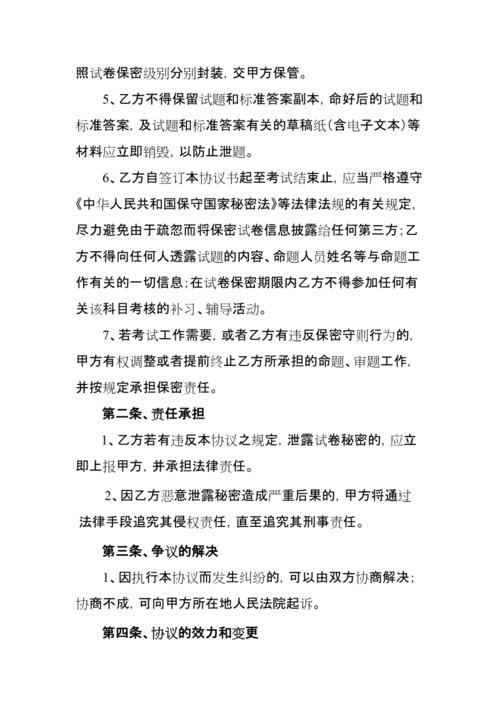 照试卷保密级别分别封装，交甲方保管。
5、乙方不得保留试题和标准答案副本，命好后的试题和
标准答案，及试题和标准答案有关的草稿纸（含电子文本）等
材料应立即销毁，以防止泄题。
6、乙方自签订本协议书起至考试结束止，应当严格遵守
《中华人民共和国保守国家秘密法》等法律法规的有关规定，
尽力避免由于疏忽而将保密试卷信息披露给任何第三方；乙
方不得向任何人透露试题的内容、命题人员姓名等与命题工
作有关的一切信息；在试卷保密期限内乙方不得参加任何有
关该科目考核的补习、辅导活动。
7、若考试工作需要，或者乙方有违反保密守则行为的，
甲方有权调整或者提前终止乙方所承担的命题、审题工作，
并按规定承担保密责任。
第二条、责任承担
1、乙方若有违反本协议之规定，泄露试卷秘密的，应立
即上报甲方，并承担法律责任。
2、因乙方恶意泄露秘密造成严重后果的，甲方将通过
法律手段追究其侵权责任，直至追究其刑事责任。
第三条、争议的解决
1、因执行本协议而发生纠纷的，可以由双方协商解决；
协商不成，可向甲方所在地人民法院起诉。
第四条、协议的效力和变更